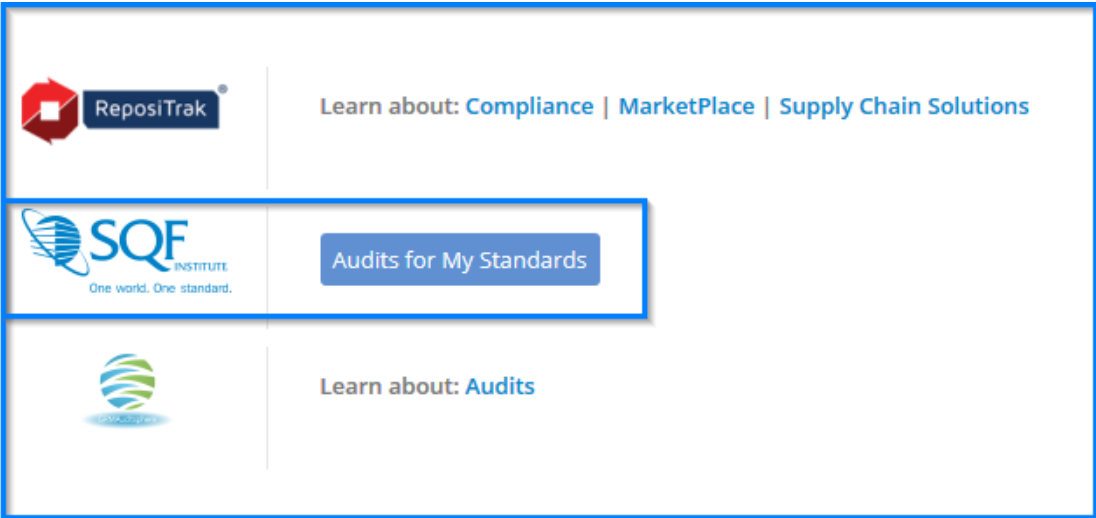 ReposiTrak®
Learn about: Compliance | MarketPlace | Supply Chain Solutions
SQF
INSTITUTE
One world. One standard.
Audits for My Standards
Learn about: Audits